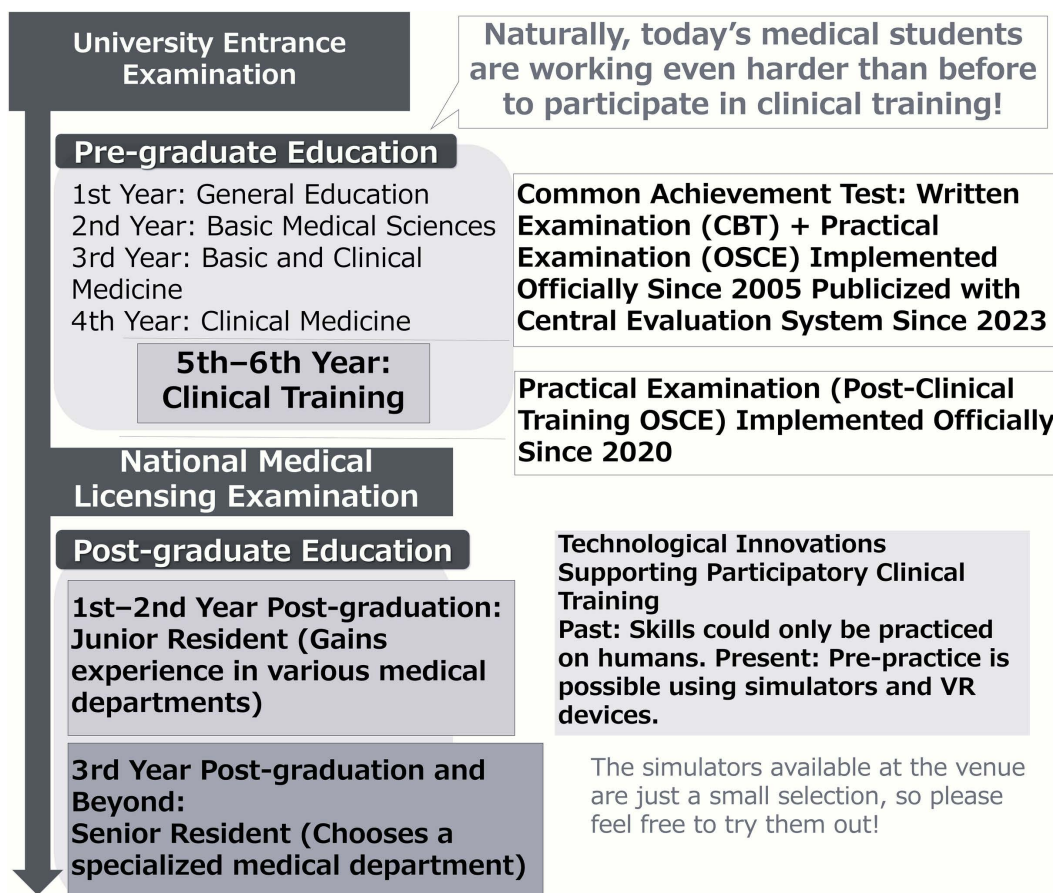 University Entrance
Examination
Naturally, today's medical students
are working even harder than before
to participate in clinical training!
Pre-graduate Education
1st Year: General Education
2nd Year: Basic Medical Sciences
3rd Year: Basic and Clinical
Medicine
4th Year: Clinical Medicine
5th–6th Year:
Clinical Training
Common Achievement Test: Written
Examination (CBT) + Practical
Examination (OSCE) Implemented
Officially Since 2005 Publicized with
Central Evaluation System Since 2023
Practical Examination (Post-Clinical
Training OSCE) Implemented Officially
Since 2020
National Medical
Licensing Examination
Post-graduate Education
1st–2nd Year Post-graduation:
Junior Resident (Gains
experience in various medical
departments)
3rd Year Post-graduation and
Beyond:
Senior Resident (Chooses a
specialized medical department)
Technological Innovations
Supporting Participatory Clinical
Training
Past: Skills could only be practiced
on humans. Present: Pre-practice is
possible using simulators and VR
devices.
The simulators available at the venue
are just a small selection, so please
feel free to try them out!